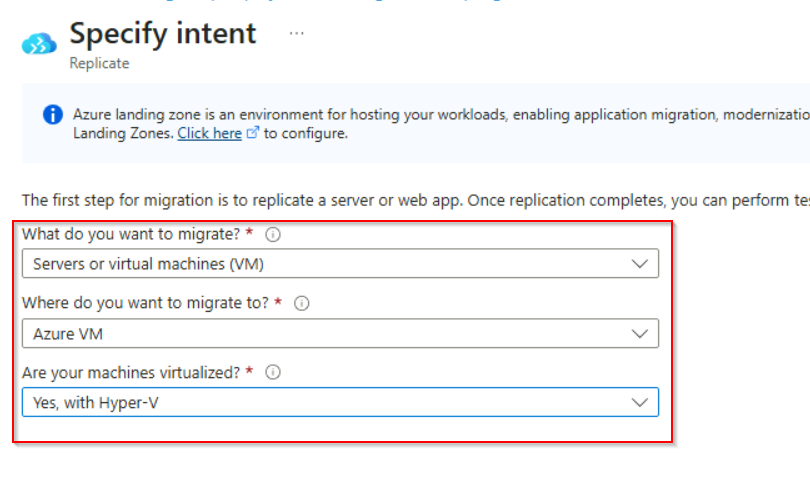 Specify intent
Replicate
Azure landing zone is an environment for hosting your workloads, enabling application migration, modernizatio
Landing Zones. Click here to configure.
The first step for migration is to replicate a server or web app. Once replication completes, you can perform te
What do you want to migrate? *
Servers or virtual machines (VM)
Where do you want to migrate to? *
Azure VM
Are your machines virtualized? *
Yes, with Hyper-V